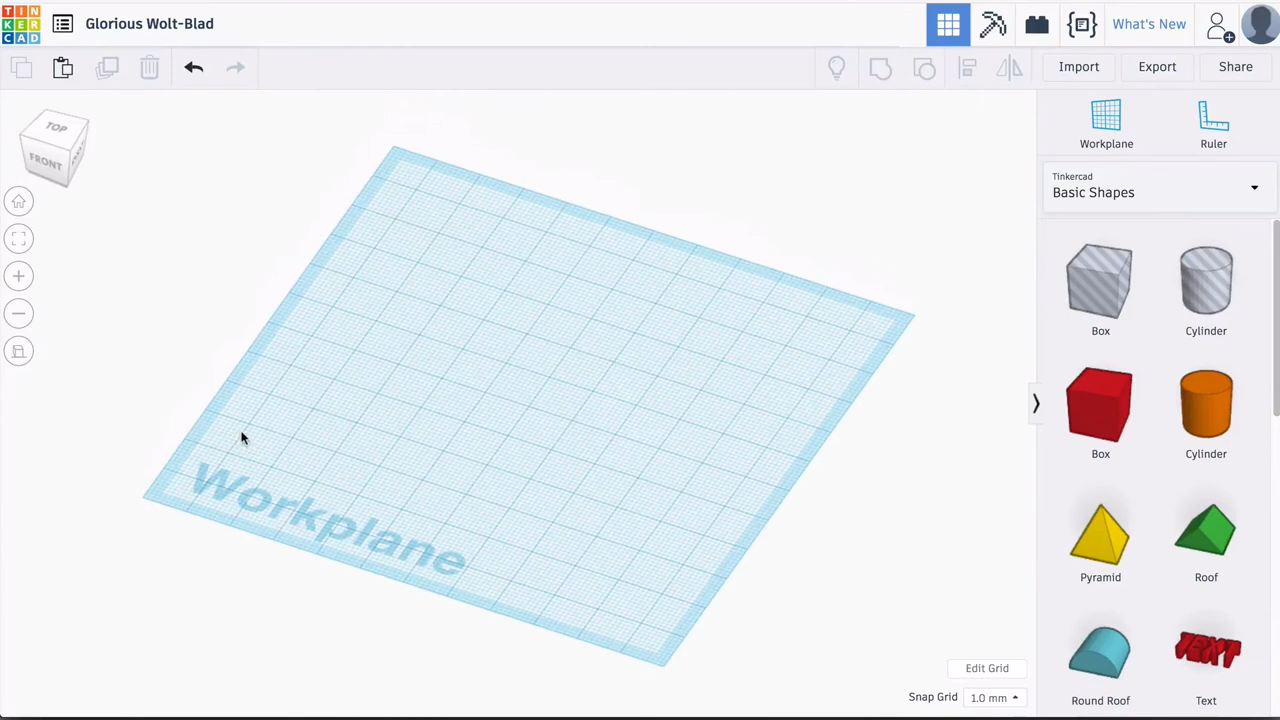 TIN
KER
CAD
Glorious Wolt-Blad
What's New
Import
Export
Share
TOP
FRONT
Workplane
Ruler
Tinkercad
Basic Shapes
Box
Cylinder
Box
Cylinder
Pyramid
Roof
TEXT
Round Roof
Text
Workplane
Edit Grid
Snap Grid
1.0 mm